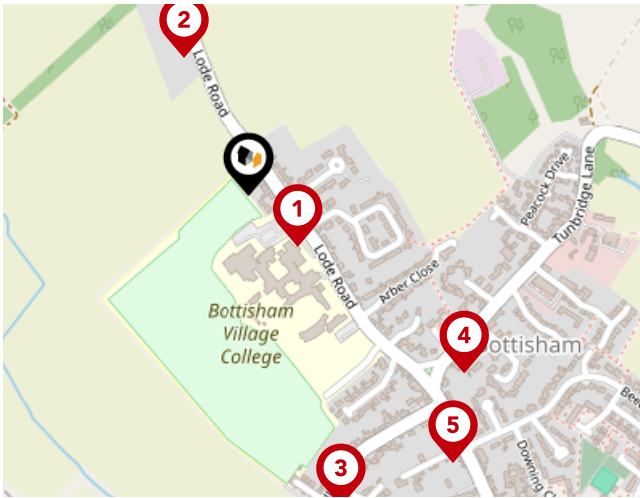 2
Lode Road
1
Peacock Drive
Tunbridge Lane
Lode Road
Arber Close
Bottisham
Village
College
4
ottisham
5
3
Downing C
Bee